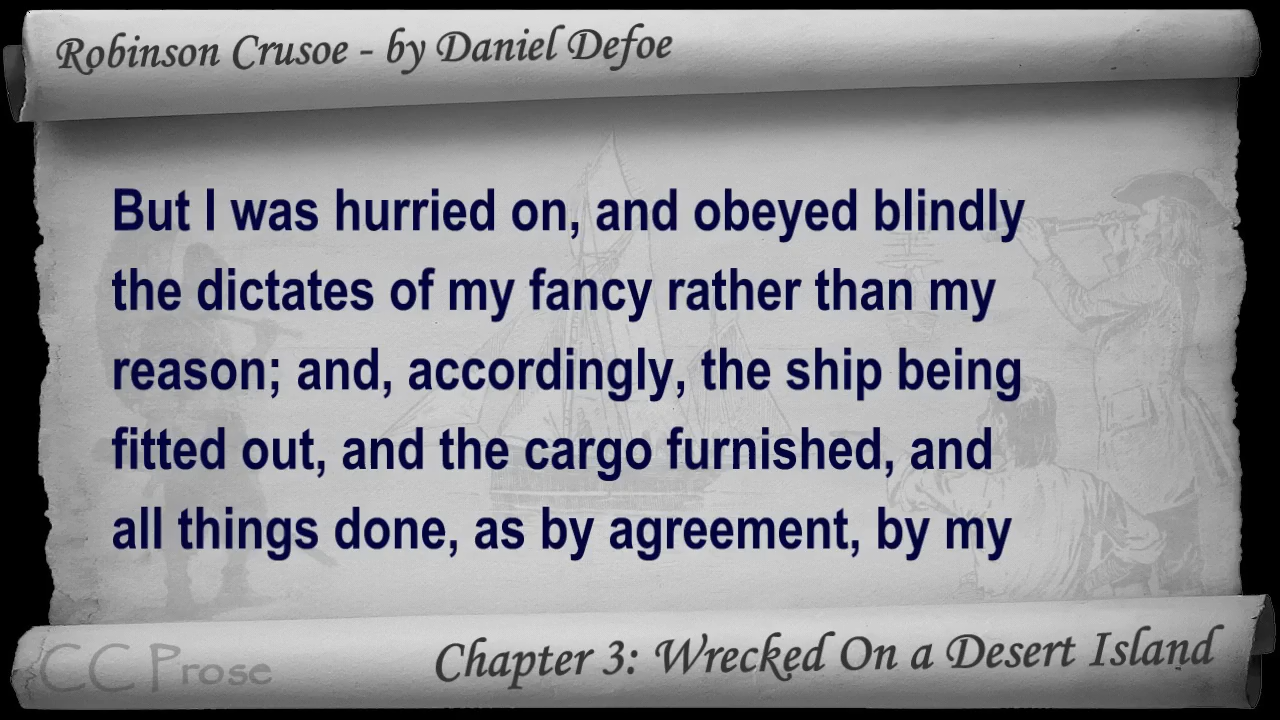 Robinson Crusoe - by Daniel Defoe
But I was hurried on, and obeyed blindly
the dictates of my fancy rather than my
reason; and, accordingly, the ship being
fitted out, and the cargo furnished, and
all things done, as by agreement, by my
CC Prose
Chapter 3: Wrecked On a Desert Island